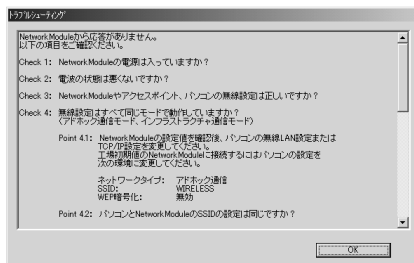 トラブルシューティング
NetworkModuleから応答がありません。
以下の項目をご確認ください。
Check 1: NetworkModuleの電源は入っていますか?
Check 2: 電波の状態は悪くないですか?
Check 3: NetworkModuleやアクセスポイント、パソコンの無線設定は正しいですか?
Check 4: 無線設定はすべて同じモードで動作していますか?
(アドホック通信モード、インフラストラクチャ通信モード)
Point 4.1: NetworkModuleの設定値を確認後、パソコンの無線LAN設定または
TCP/IP設定を変更してください。
工場初期値のNetworkModuleに接続するにはパソコンの設定を
次の環境に変更してください。
ネットワークタイプ: アドホック通信
SSID: WIRELESS
WEP暗号化: 無効
Point 4.2: パソコンとNetworkModuleのSSIDの設定は同じですか?
OK